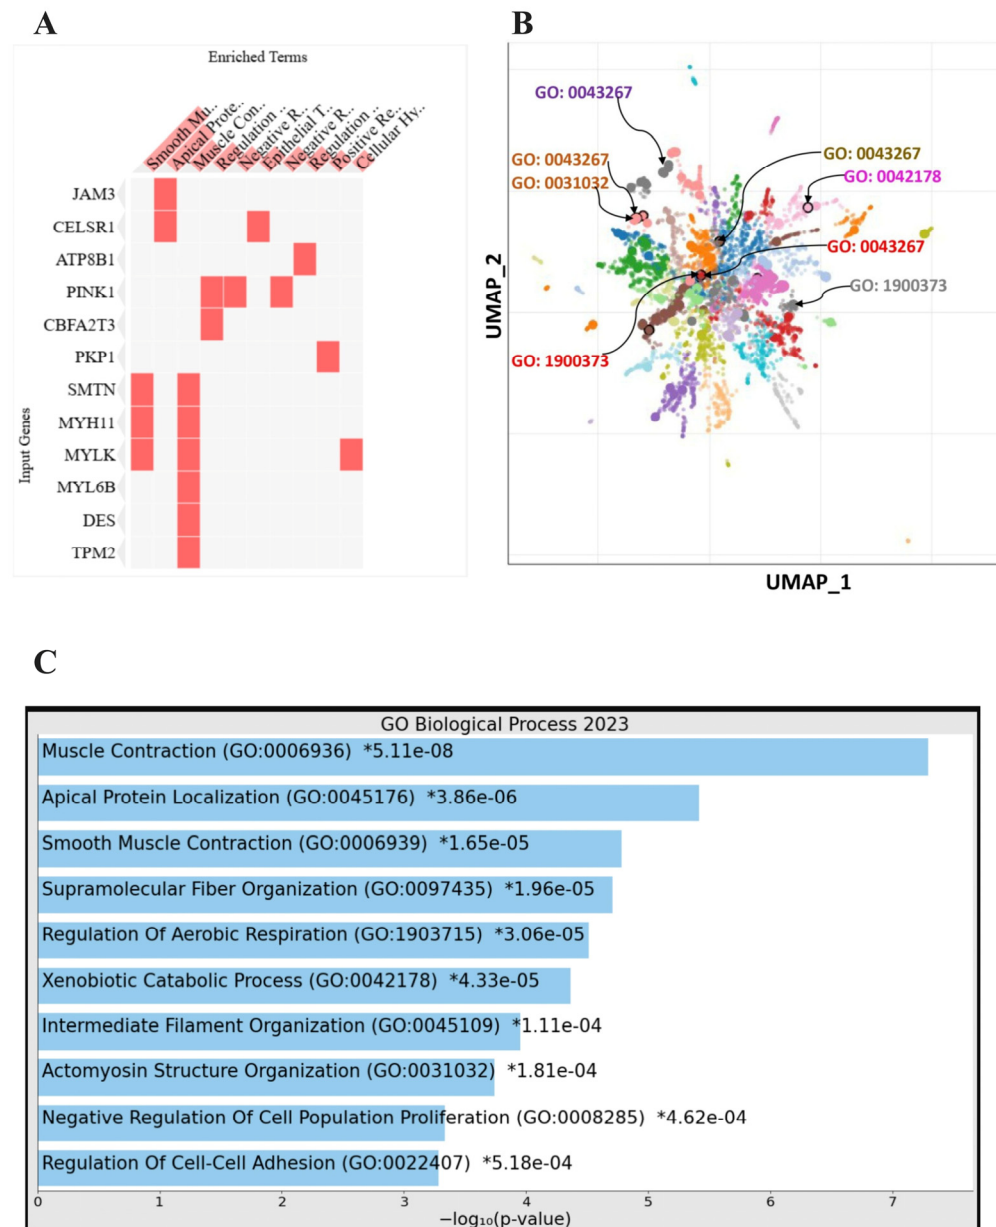 A
B
Enriched Terms
Smooth Mu..
Apical Prote..
Muscle Con..
Regulation ..
Negative R..
Epithelial T..
Negative R..
Regulation ..
Positive Re..
Cellular Hy..
Input Genes
JAM3
CELSR1
ATP8B1
PINK1
CBFA2T3
PKP1
SMTN
MYH11
MYLK
MYL6B
DES
TPM2
GO: 0043267
GO: 0043267
GO: 0031032
GO: 0043267
GO: 0042178
GO: 0043267
GO: 1900373
GO: 1900373
UMAP_2
UMAP_1
C
GO Biological Process 2023
Muscle Contraction (GO:0006936) *5.11e-08
Apical Protein Localization (GO:0045176) *3.86e-06
Smooth Muscle Contraction (GO:0006939) *1.65e-05
Supramolecular Fiber Organization (GO:0097435) *1.96e-05
Regulation Of Aerobic Respiration (GO:1903715) *3.06e-05
Xenobiotic Catabolic Process (GO:0042178) *4.33e-05
Intermediate Filament Organization (GO:0045109) *1.11e-04
Actomyosin Structure Organization (GO:0031032) *1.81e-04
Negative Regulation Of Cell Population Proliferation (GO:0008285) *4.62e-04
Regulation Of Cell-Cell Adhesion (GO:0022407) *5.18e-04
0 1 2 3 4 5 6 7
−log₁₀(p-value)